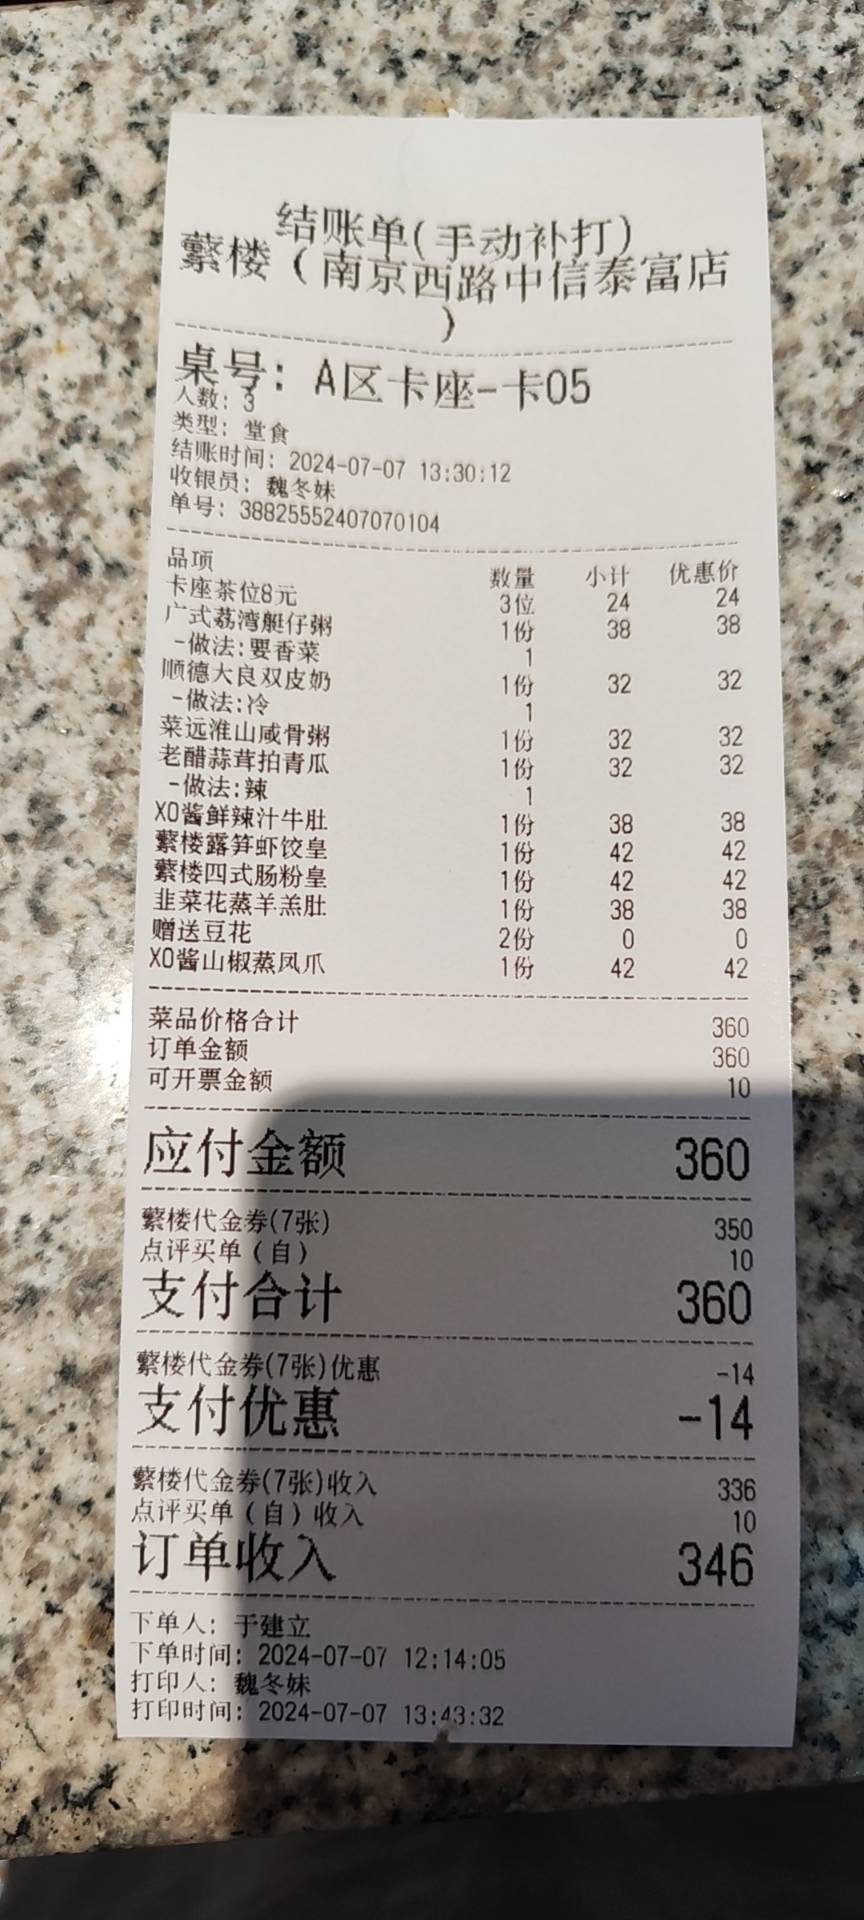 结账单(手动补打)
蘩楼（南京西路中信泰富店
）
桌号: A区卡座-卡05
人数: 3
类型: 堂食
结账时间: 2024-07-07 13:30:12
收银员: 魏冬妹
单号: 38825552407070104
品项 数量 小计 优惠价
卡座茶位8元 3位 24 24
广式荔湾艇仔粥 1份 38 38
-做法:要香菜 1
顺德大良双皮奶 1份 32 32
-做法:冷 1
菜远淮山咸骨粥 1份 32 32
老醋蒜茸拍青瓜 1份 32 32
-做法:辣 1
XO酱鲜辣汁牛肚 1份 38 38
蘩楼露笋虾饺皇 1份 42 42
蘩楼四式肠粉皇 1份 42 42
韭菜花蒸羊羔肚 1份 38 38
赠送豆花 2份 0 0
XO酱山椒蒸凤爪 1份 42 42
菜品价格合计 360
订单金额 360
可开票金额 10
应付金额 360
蘩楼代金券(7张) 350
点评买单（自） 10
支付合计 360
蘩楼代金券(7张)优惠 -14
支付优惠 -14
蘩楼代金券(7张)收入 336
点评买单（自）收入 10
订单收入 346
下单人: 于建立
下单时间: 2024-07-07 12:14:05
打印人: 魏冬妹
打印时间: 2024-07-07 13:43:32